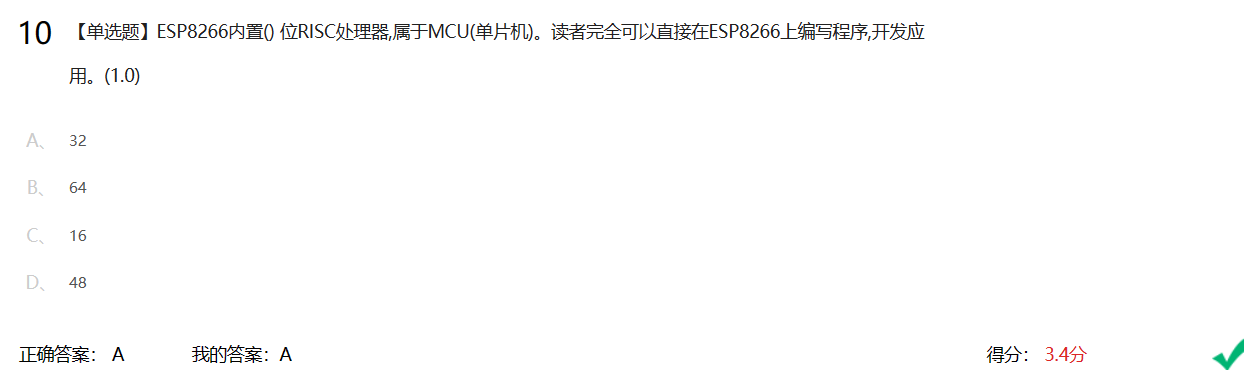 10 【单选题】ESP8266内置() 位RISC处理器,属于MCU(单片机)。读者完全可以直接在ESP8266上编写程序,开发应
用。(1.0)
A、 32
B、 64
C、 16
D、 48
正确答案： A 我的答案：A 得分： 3.4分